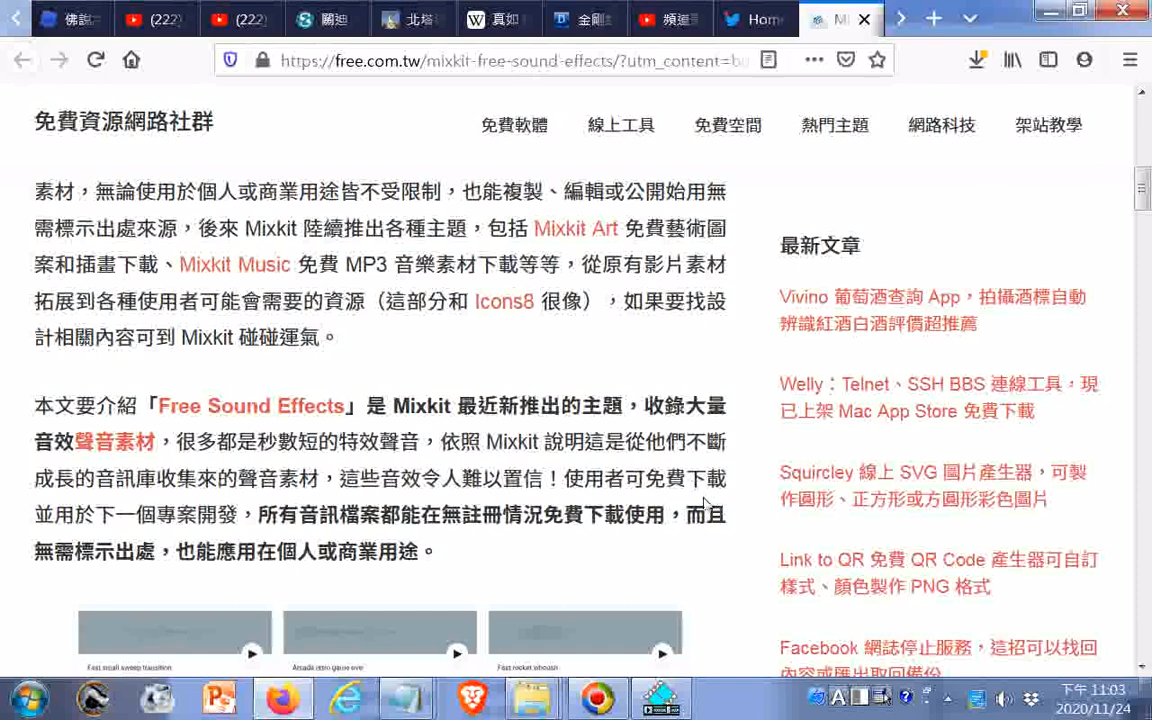 佛說
(222)
(222)
關迪
北塔
真如
金剛
頻道
Hom
MI
https://free.com.tw/mixkit-free-sound-effects/?utm_content=bu
免費資源網路社群
免費軟體
線上工具
免費空間
熱門主題
網路科技
架站教學
素材，無論使用於個人或商業用途皆不受限制，也能複製、編輯或公開始用無
需標示出處來源，後來 Mixkit 陸續推出各種主題，包括 Mixkit Art 免費藝術圖
案和插畫下載、Mixkit Music 免費 MP3 音樂素材下載等等，從原有影片素材
拓展到各種使用者可能會需要的資源（這部分和 Icons8 很像），如果要找設
計相關內容可到 Mixkit 碰碰運氣。
本文要介紹「Free Sound Effects」是 Mixkit 最近新推出的主題，收錄大量
音效聲音素材，很多都是秒數短的特效聲音，依照 Mixkit 說明這是從他們不斷
成長的音訊庫收集來的聲音素材，這些音效令人難以置信！使用者可免費下載
並用於下一個專案開發，所有音訊檔案都能在無註冊情況免費下載使用，而且
無需標示出處，也能應用在個人或商業用途。
Fast small sweep transition
Arcada retro game over
Fast rocket whoosh
最新文章
Vivino 葡萄酒查詢 App，拍攝酒標自動
辨識紅酒白酒評價超推薦
Welly：Telnet、SSH BBS 連線工具，現
已上架 Mac App Store 免費下載
Squircley 線上 SVG 圖片產生器，可製
作圓形、正方形或方圓形彩色圖片
Link to QR 免費 QR Code 產生器可自訂
樣式、顏色製作 PNG 格式
Facebook 網誌停止服務，這招可以找回
內容或匯出取回備份
下午 11:03
2020/11/24